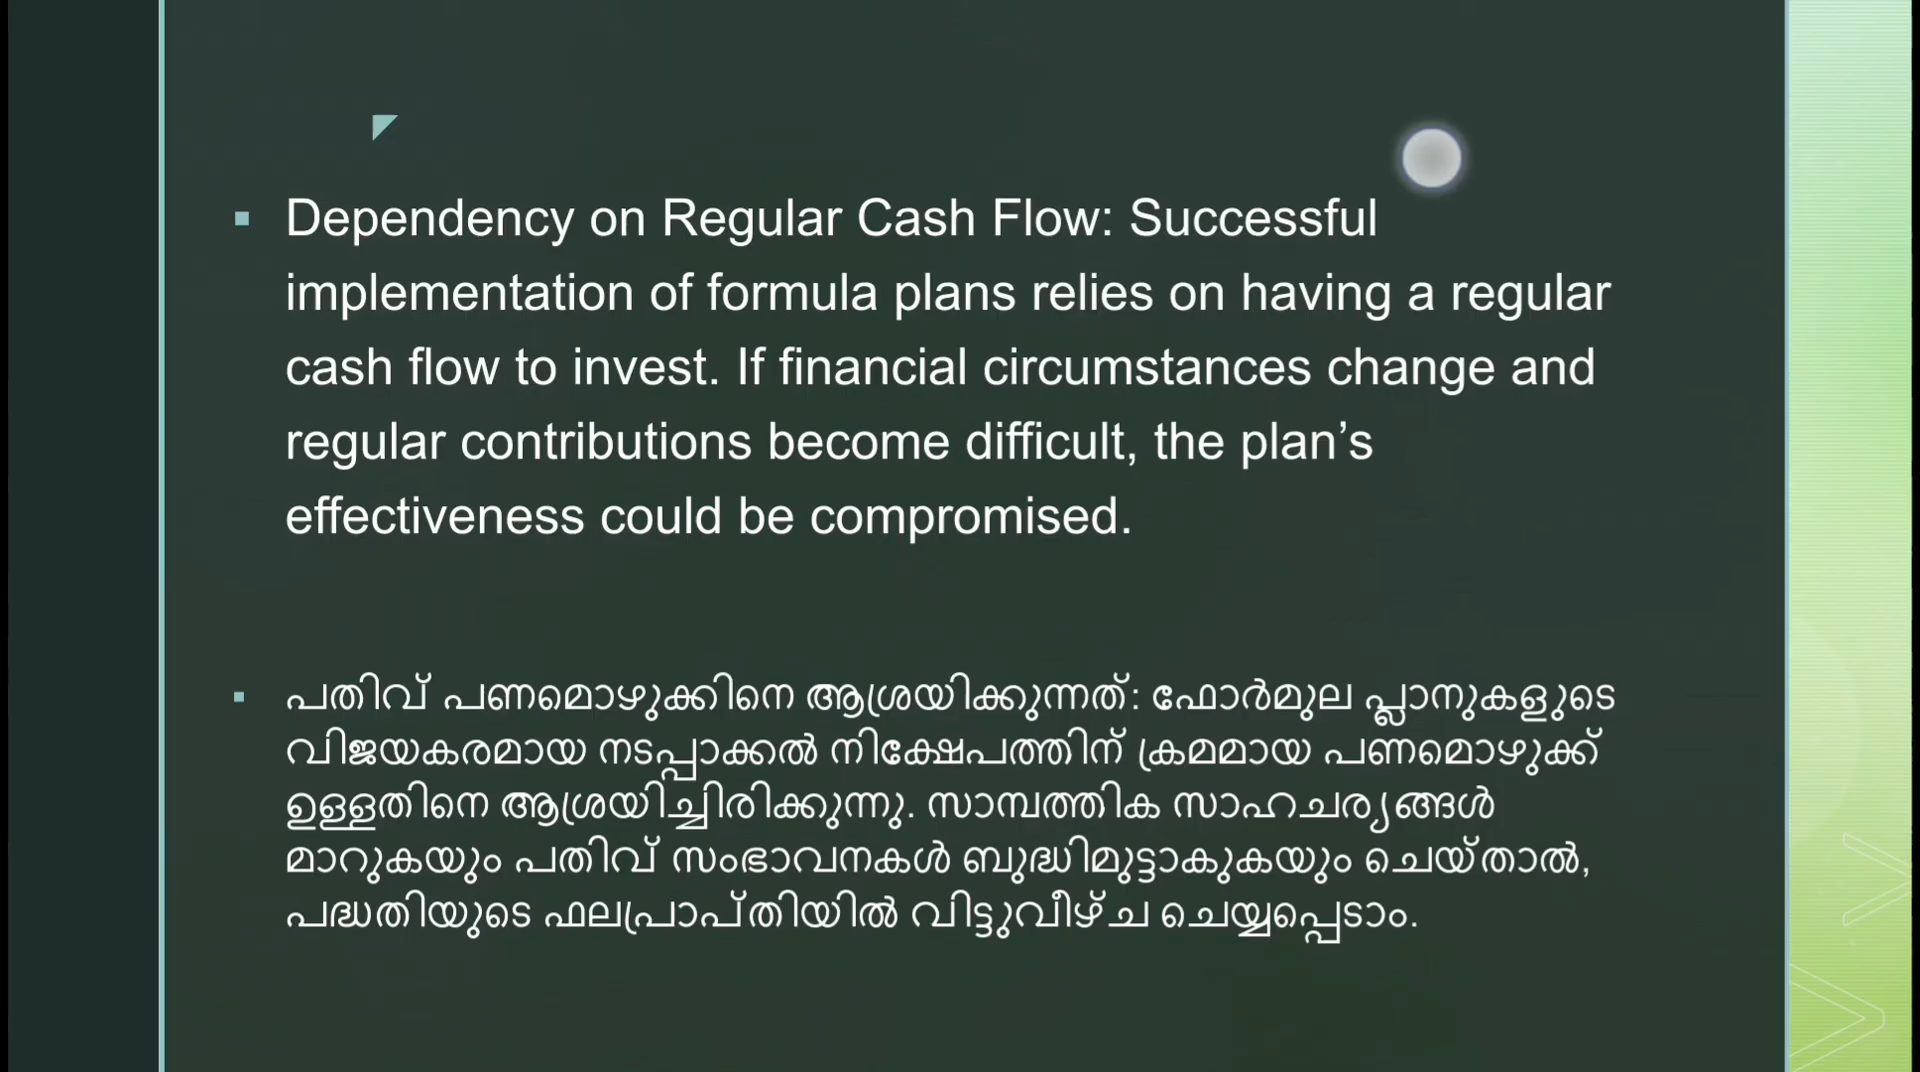 Dependency on Regular Cash Flow: Successful
implementation of formula plans relies on having a regular
cash flow to invest. If financial circumstances change and
regular contributions become difficult, the plan’s
effectiveness could be compromised.
പതിവ് പണമൊഴുക്കിനെ ആശ്രയിക്കുന്നത്: ഫോർമുല പ്ലാനുകളുടെ
വിജയകരമായ നടപ്പാക്കൽ നിക്ഷേപത്തിന് ക്രമമായ പണമൊഴുക്ക്
ഉള്ളതിനെ ആശ്രയിച്ചിരിക്കുന്നു. സാമ്പത്തിക സാഹചര്യങ്ങൾ
മാറുകയും പതിവ് സംഭാവനകൾ ബുദ്ധിമുട്ടാകുകയും ചെയ്താൽ,
പദ്ധതിയുടെ ഫലപ്രാപ്തിയിൽ വിട്ടുവീഴ്ച ചെയ്യപ്പെടാം.